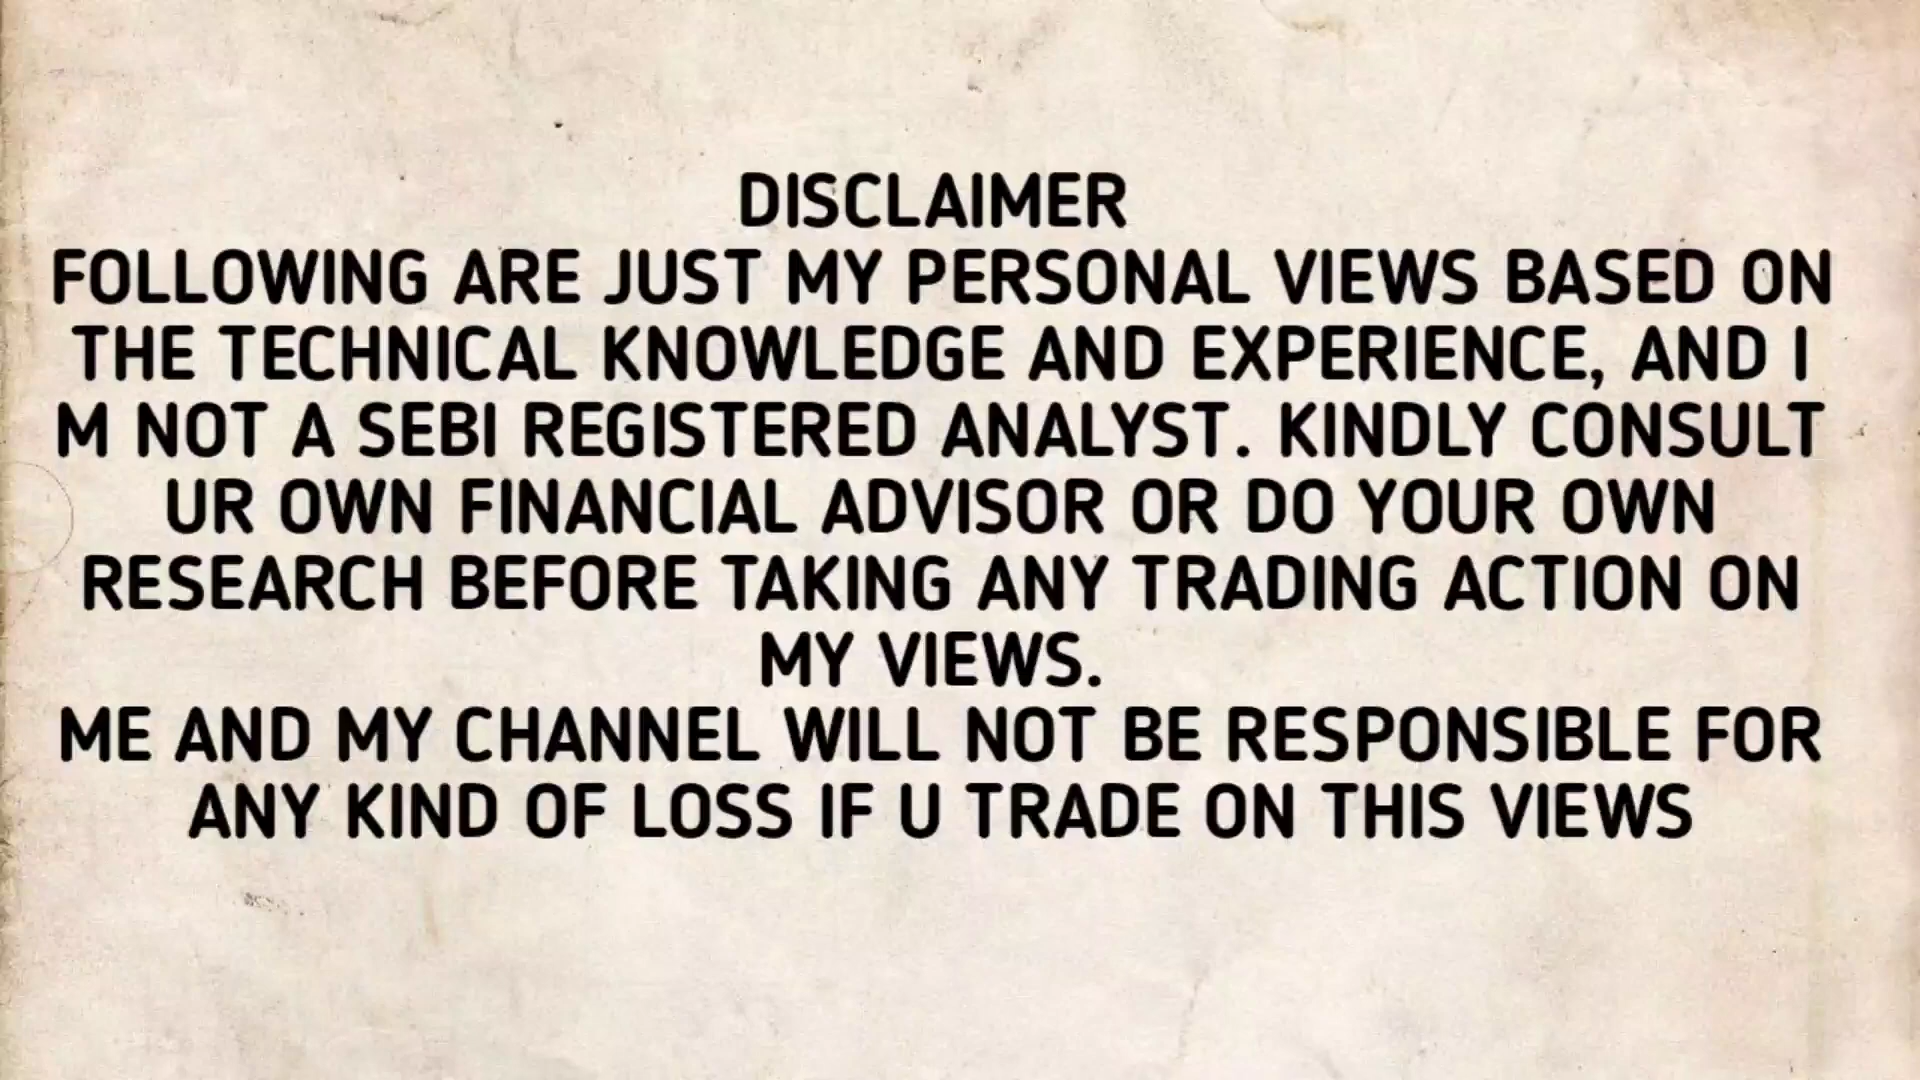 DISCLAIMER
FOLLOWING ARE JUST MY PERSONAL VIEWS BASED ON
THE TECHNICAL KNOWLEDGE AND EXPERIENCE, AND I
M NOT A SEBI REGISTERED ANALYST. KINDLY CONSULT
UR OWN FINANCIAL ADVISOR OR DO YOUR OWN
RESEARCH BEFORE TAKING ANY TRADING ACTION ON
MY VIEWS.
ME AND MY CHANNEL WILL NOT BE RESPONSIBLE FOR
ANY KIND OF LOSS IF U TRADE ON THIS VIEWS